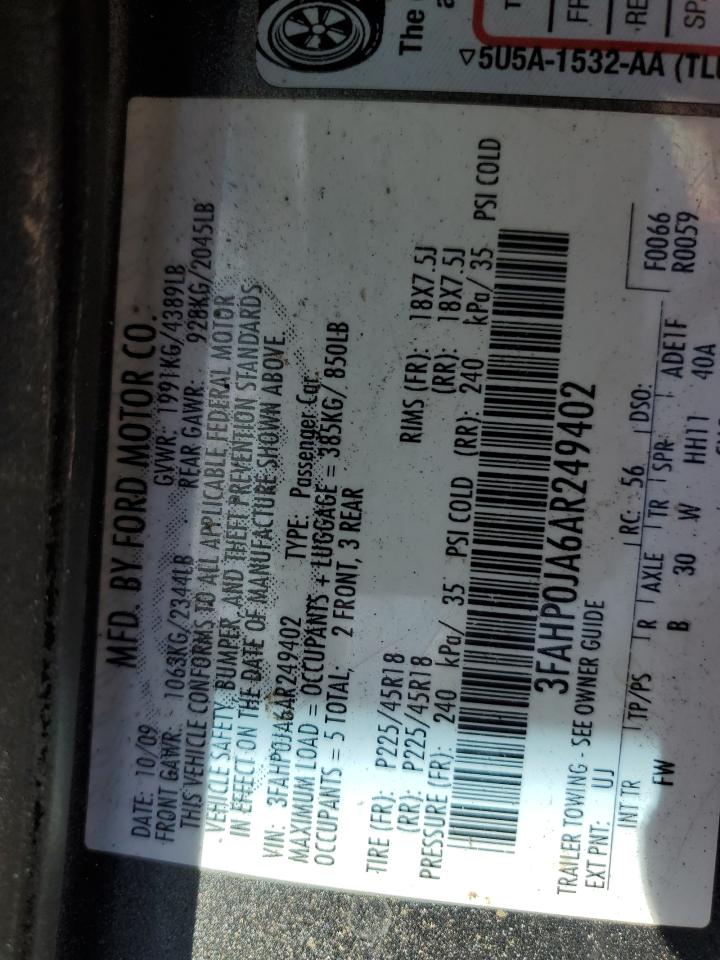 The
▽5U5A-1532-AA (TL
MFD. BY FORD MOTOR CO.
DATE: 10/09 GVWR: 1991KG/4389LB
FRONT GAWR: 1063KG/2344LB REAR GAWR: 928KG/2045LB
THIS VEHICLE CONFORMS TO ALL APPLICABLE FEDERAL MOTOR
VEHICLE SAFETY, BUMPER, AND THEFT PREVENTION STANDARDS
IN EFFECT ON THE DATE OF MANUFACTURE SHOWN ABOVE.
VIN: 3FAHP0JA6AR249402 TYPE: Passenger Car
MAXIMUM LOAD = OCCUPANTS + LUGGAGE = 385KG/ 850LB
OCCUPANTS = 5 TOTAL, 2 FRONT, 3 REAR
TIRE (FR): P225/45R18 RIMS (FR): 18X7.5J
(RR): P225/45R18 (RR): 18X7.5J
PRESSURE (FR): 240 kPa/ 35 PSI COLD (RR): 240 kPa/ 35 PSI COLD
3FAHP0JA6AR249402
TRAILER TOWING - SEE OWNER GUIDE
EXT PNT: UJ RC: 56 DSO: F0066
R0059
INT TR TP/PS R AXLE TR SPR ADE1F
FW B 30 W HH11 40A